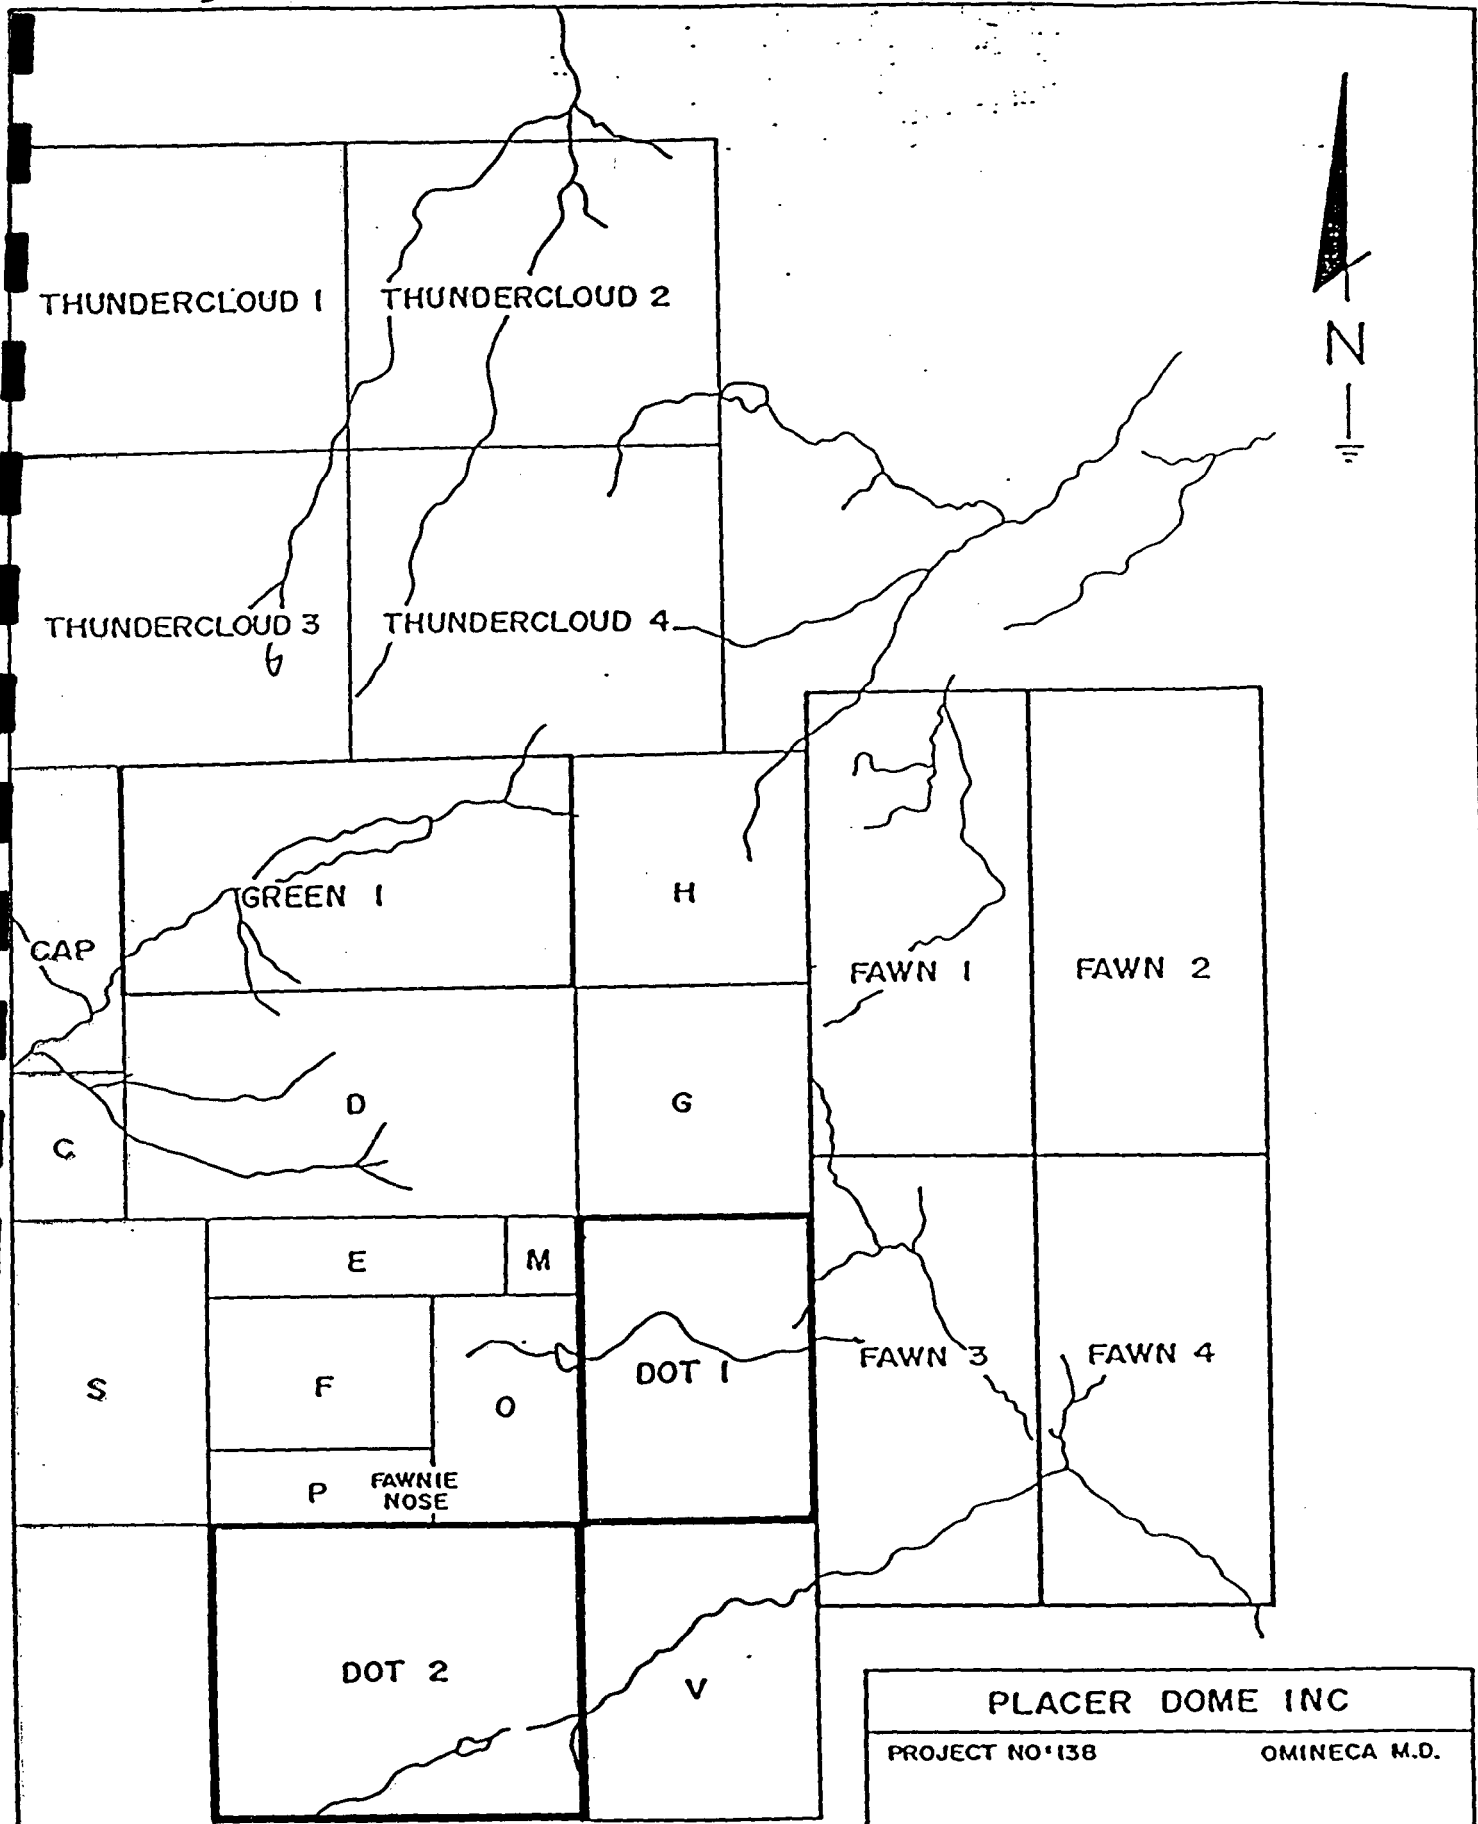 THUNDERCLOUD 1
THUNDERCLOUD 2
N
THUNDERCLOUD 3
THUNDERCLOUD 4
GREEN 1
H
CAP
FAWN 1
FAWN 2
D
G
C
E
M
S
F
O
DOT 1
FAWN 3
FAWN 4
P
FAWNIE
NOSE
DOT 2
V
PLACER DOME INC
PROJECT NO: 138
OMINECA M.D.